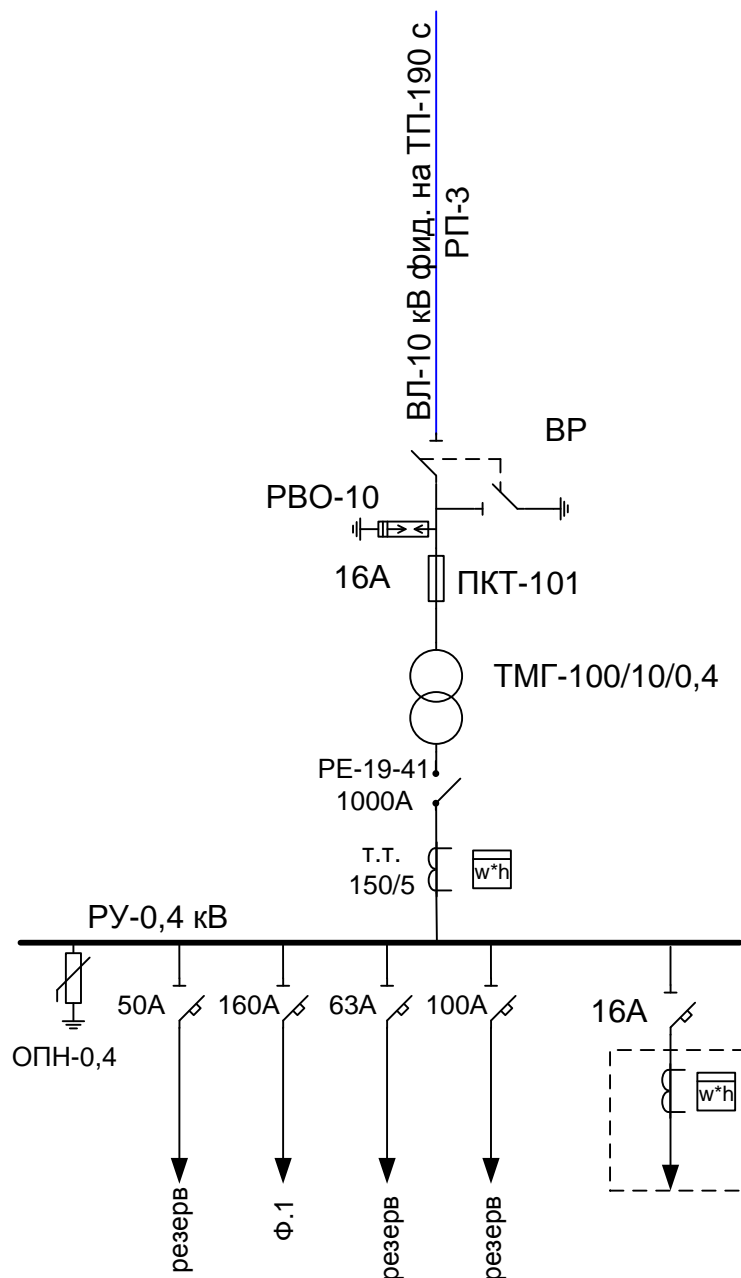 ВЛ-10 кВ фид. на ТП-190 с
РП-3
ВР
РВО-10
16А
ПКТ-101
ТМГ-100/10/0,4
РЕ-19-41
1000А
т.т.
150/5
w*h
РУ-0,4 кВ
50А
160А
63А
100А
16А
ОПН-0,4
w*h
резерв
Ф.1
резерв
резерв